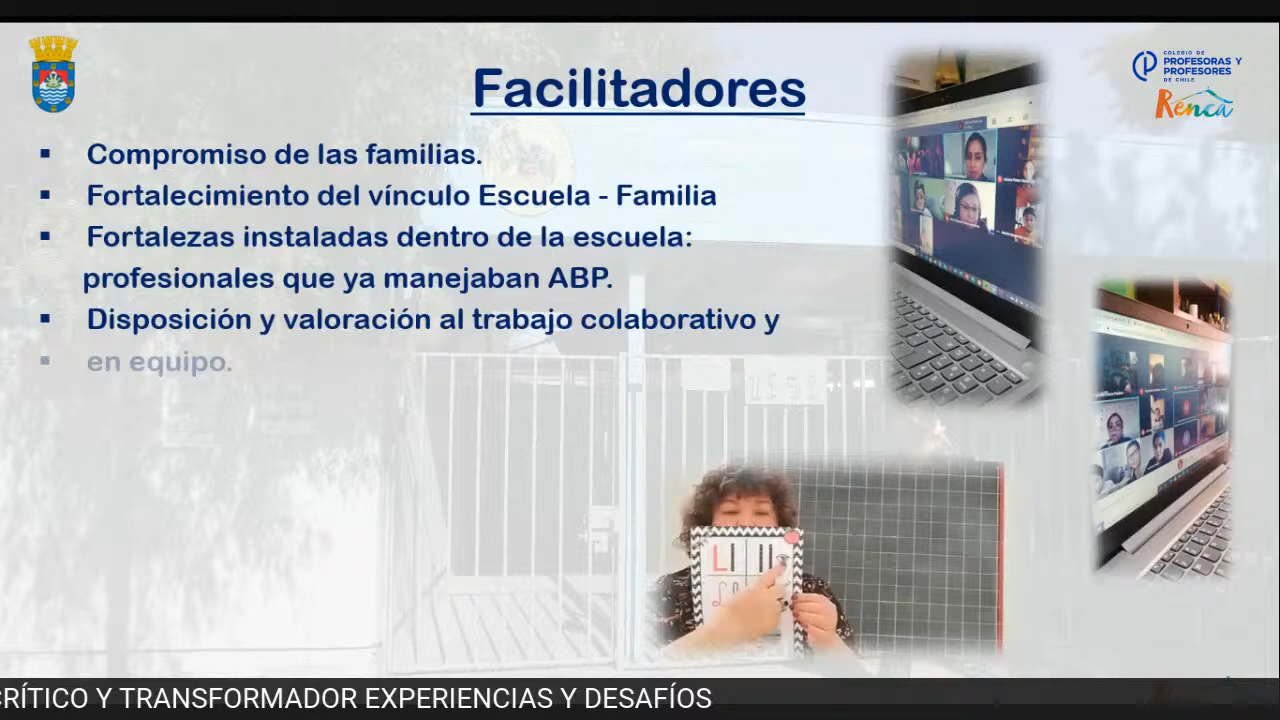 Facilitadores
COLEGIO DE
PROFESORAS Y
PROFESORES
DE CHILE
Renca
▪ Compromiso de las familias.
▪ Fortalecimiento del vínculo Escuela - Familia
▪ Fortalezas instaladas dentro de la escuela:
profesionales que ya manejaban ABP.
▪ Disposición y valoración al trabajo colaborativo y
▪ en equipo.
Ll ll
CRÍTICO Y TRANSFORMADOR EXPERIENCIAS Y DESAFÍOS